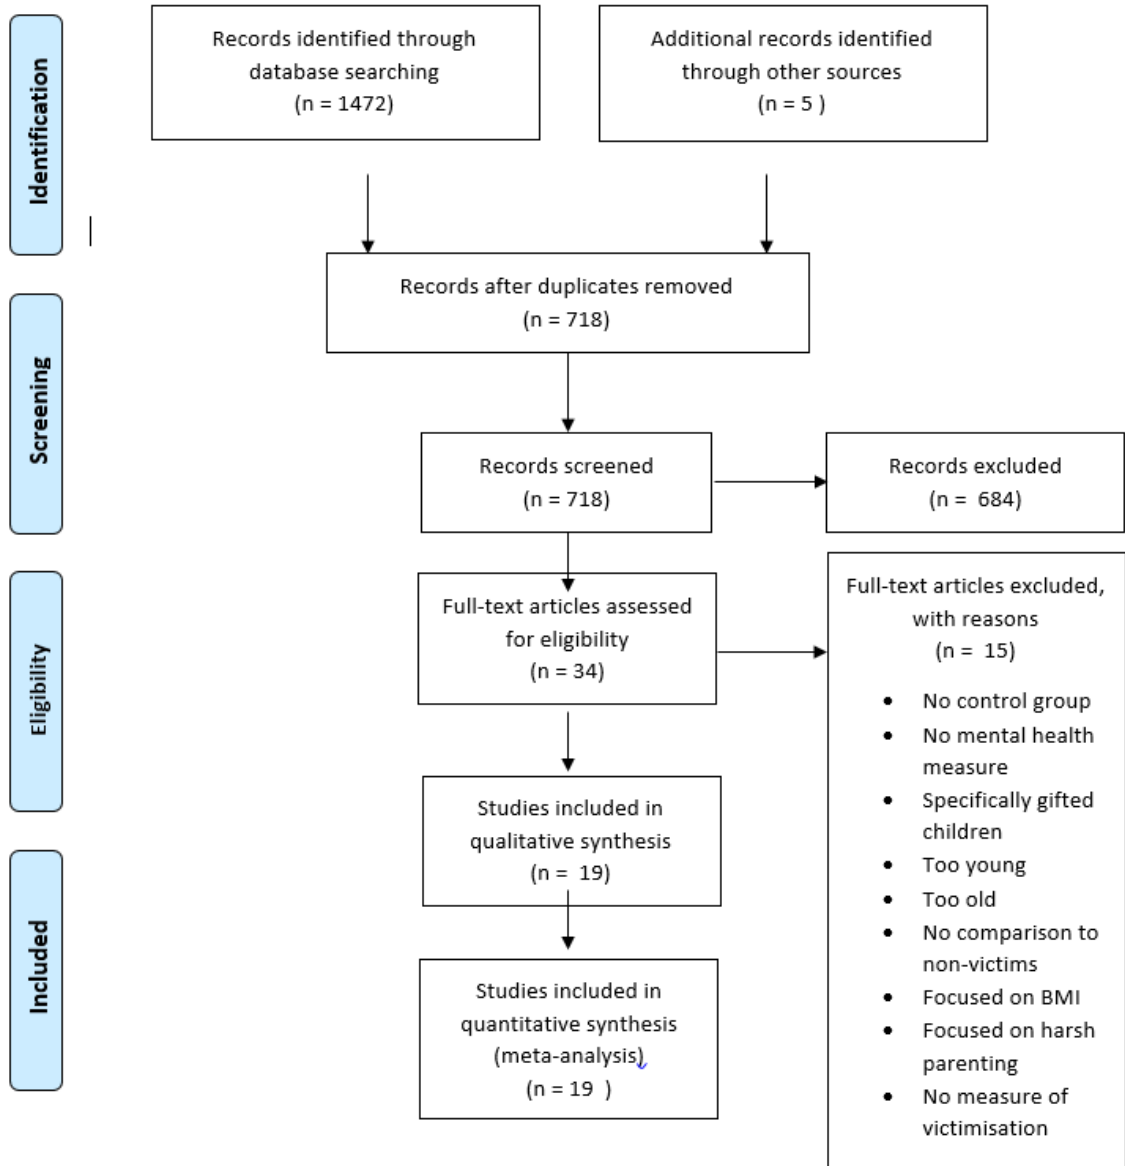 Identification
Records identified through
database searching
(n = 1472)
Additional records identified
through other sources
(n = 5 )
Records after duplicates removed
(n = 718)
Screening
Records screened
(n = 718)
Records excluded
(n =  684)
Eligibility
Full-text articles assessed
for eligibility
(n = 34)
Full-text articles excluded,
with reasons
(n =  15)
• No control group
• No mental health
measure
• Specifically gifted
children
• Too young
• Too old
• No comparison to
non-victims
• Focused on BMI
• Focused on harsh
parenting
• No measure of
victimisation
Studies included in
qualitative synthesis
(n =  19)
Included
Studies included in
quantitative synthesis
(meta-analysis)
(n = 19  )